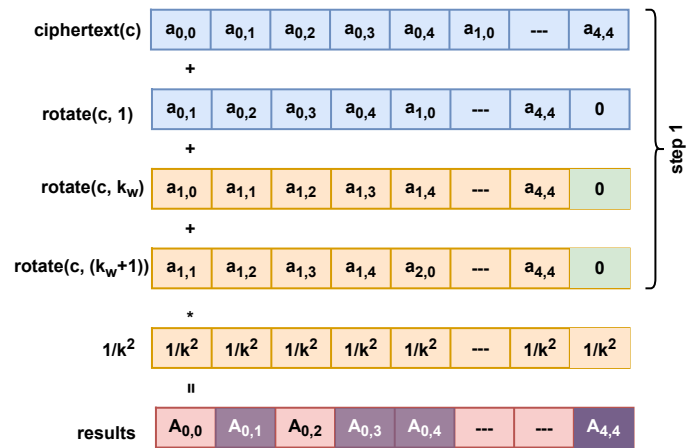 ciphertext(c) a0,0 a0,1 a0,2 a0,3 a0,4 a1,0 --- a4,4
+
rotate(c, 1) a0,1 a0,2 a0,3 a0,4 a1,0 --- a4,4 0
+
rotate(c, kw) a1,0 a1,1 a1,2 a1,3 a1,4 --- a4,4 0
+
rotate(c, (kw+1)) a1,1 a1,2 a1,3 a1,4 a2,0 --- a4,4 0
*
1/k² 1/k² 1/k² 1/k² 1/k² 1/k² --- 1/k² 1/k²
=
results A0,0 A0,1 A0,2 A0,3 A0,4 --- --- A4,4
step 1